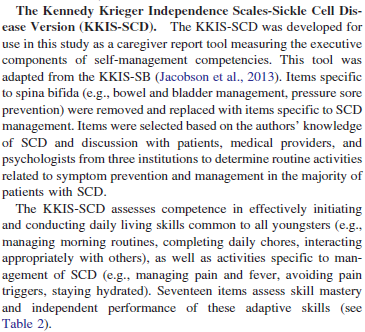 The Kennedy Krieger Independence Scales-Sickle Cell Dis-
ease Version (KKIS-SCD). The KKIS-SCD was developed for
use in this study as a caregiver report tool measuring the executive
components of self-management competencies. This tool was
adapted from the KKIS-SB (Jacobson et al., 2013). Items specific
to spina bifida (e.g., bowel and bladder management, pressure sore
prevention) were removed and replaced with items specific to SCD
management. Items were selected based on the authors' knowledge
of SCD and discussion with patients, medical providers, and
psychologists from three institutions to determine routine activities
related to symptom prevention and management in the majority of
patients with SCD.
The KKIS-SCD assesses competence in effectively initiating
and conducting daily living skills common to all youngsters (e.g.,
managing morning routines, completing daily chores, interacting
appropriately with others), as well as activities specific to man-
agement of SCD (e.g., managing pain and fever, avoiding pain
triggers, staying hydrated). Seventeen items assess skill mastery
and independent performance of these adaptive skills (see
Table 2).